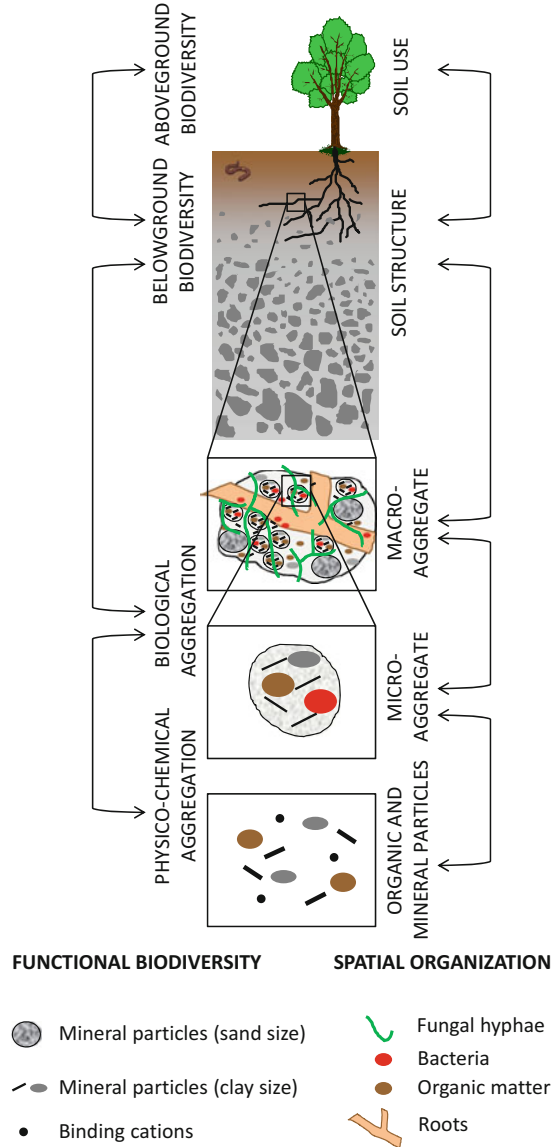 ABOVEGROUND
BIODIVERSITY
SOIL USE
BELOWGROUND
BIODIVERSITY
SOIL STRUCTURE
BIOLOGICAL
AGGREGATION
MACRO-
AGGREGATE
MICRO-
AGGREGATE
PHYSICO-CHEMICAL
AGGREGATION
ORGANIC AND
MINERAL PARTICLES
FUNCTIONAL BIODIVERSITY
SPATIAL ORGANIZATION
Mineral particles (sand size)
Mineral particles (clay size)
Binding cations
Fungal hyphae
Bacteria
Organic matter
Roots